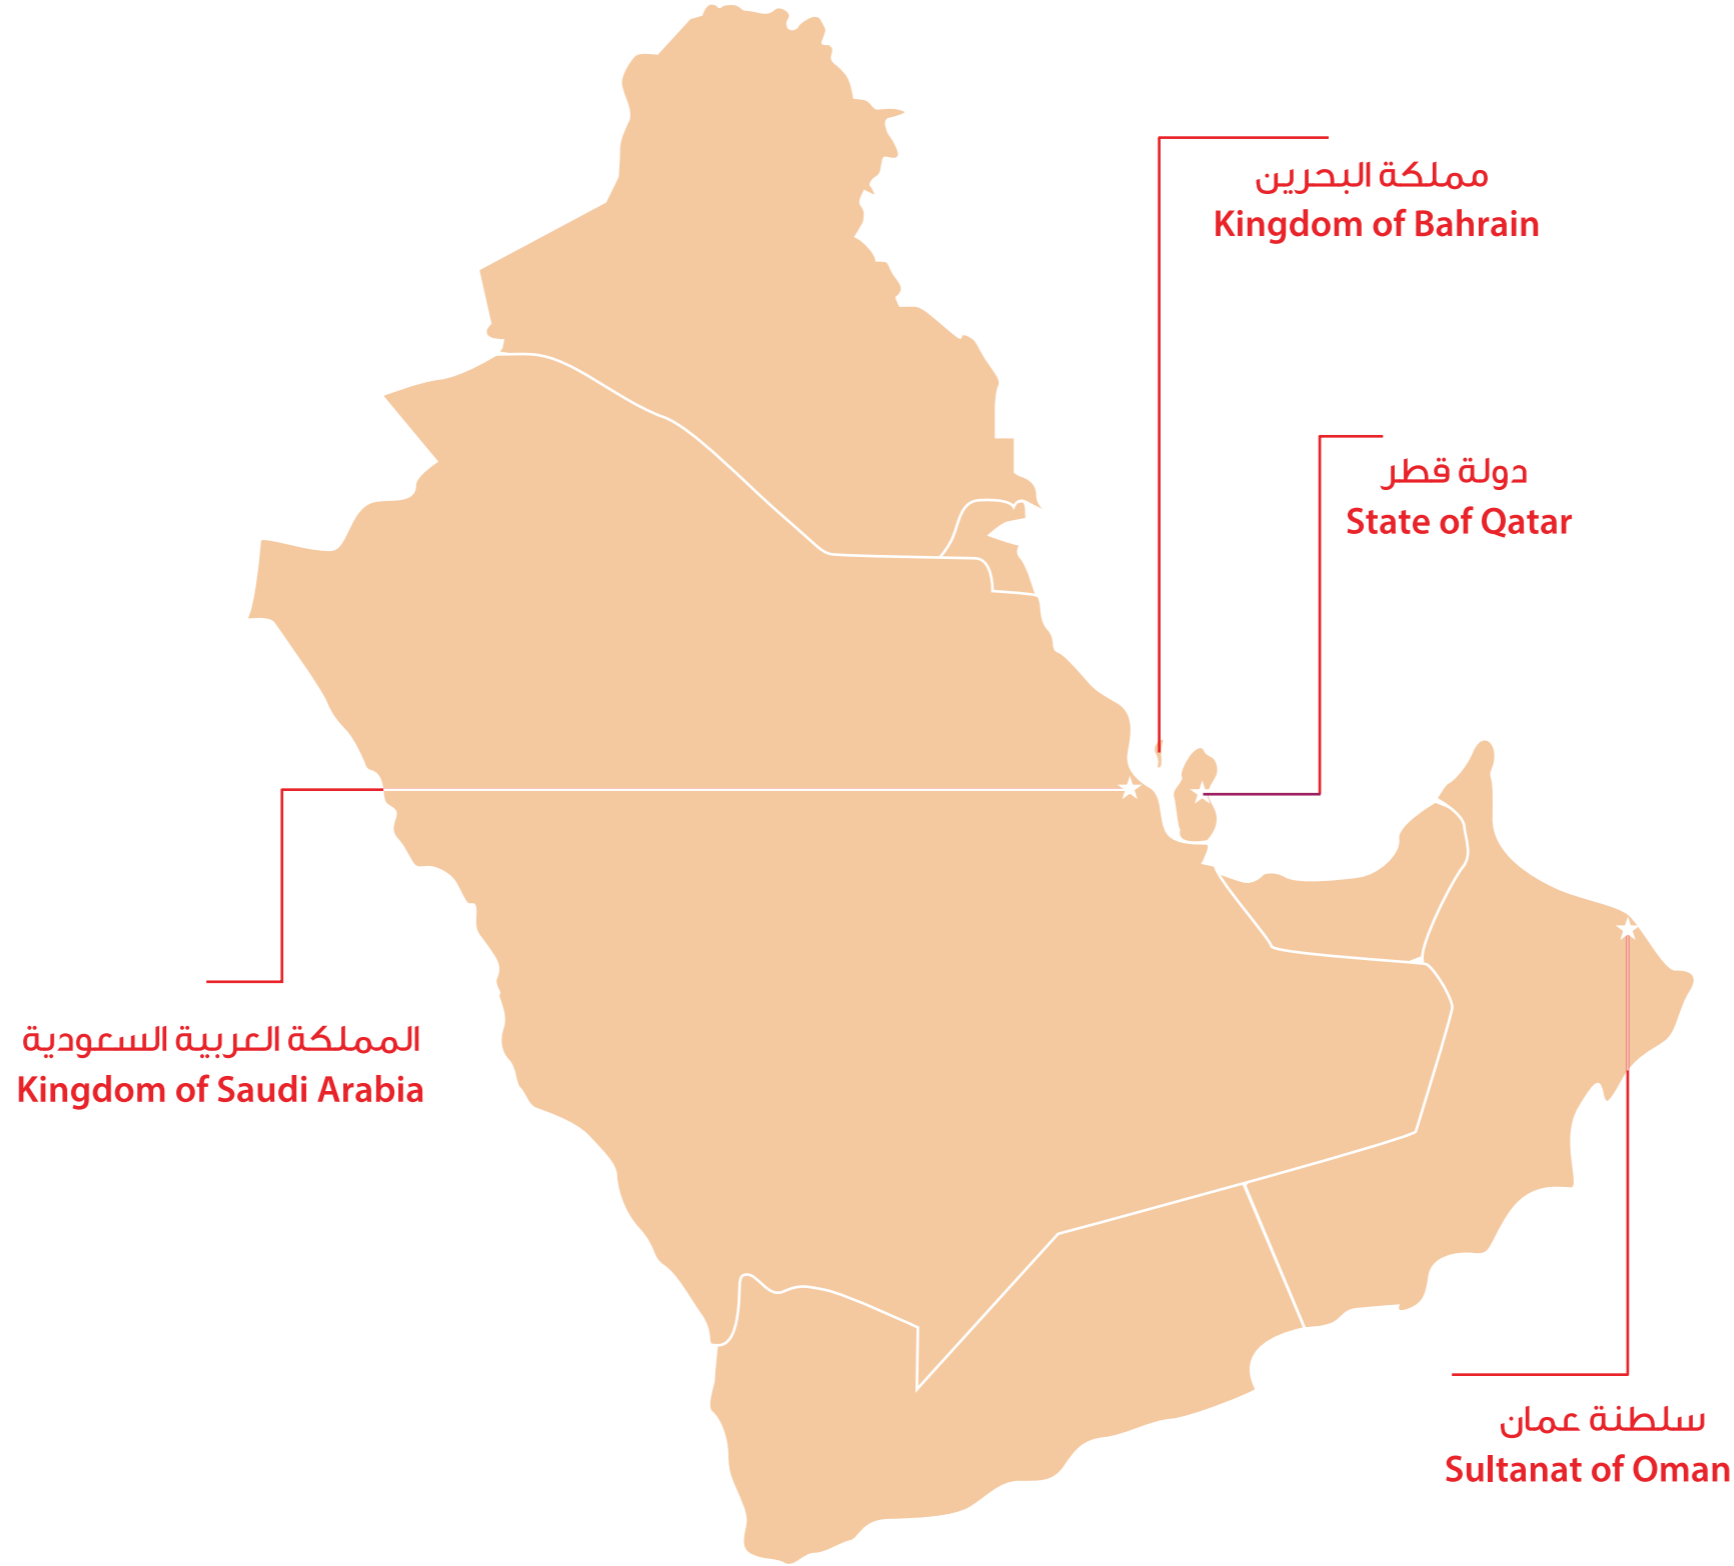 مملكة البحرين
Kingdom of Bahrain
دولة قطر
State of Qatar
المملكة العربية السعودية
Kingdom of Saudi Arabia
سلطنة عمان
Sultanat of Oman